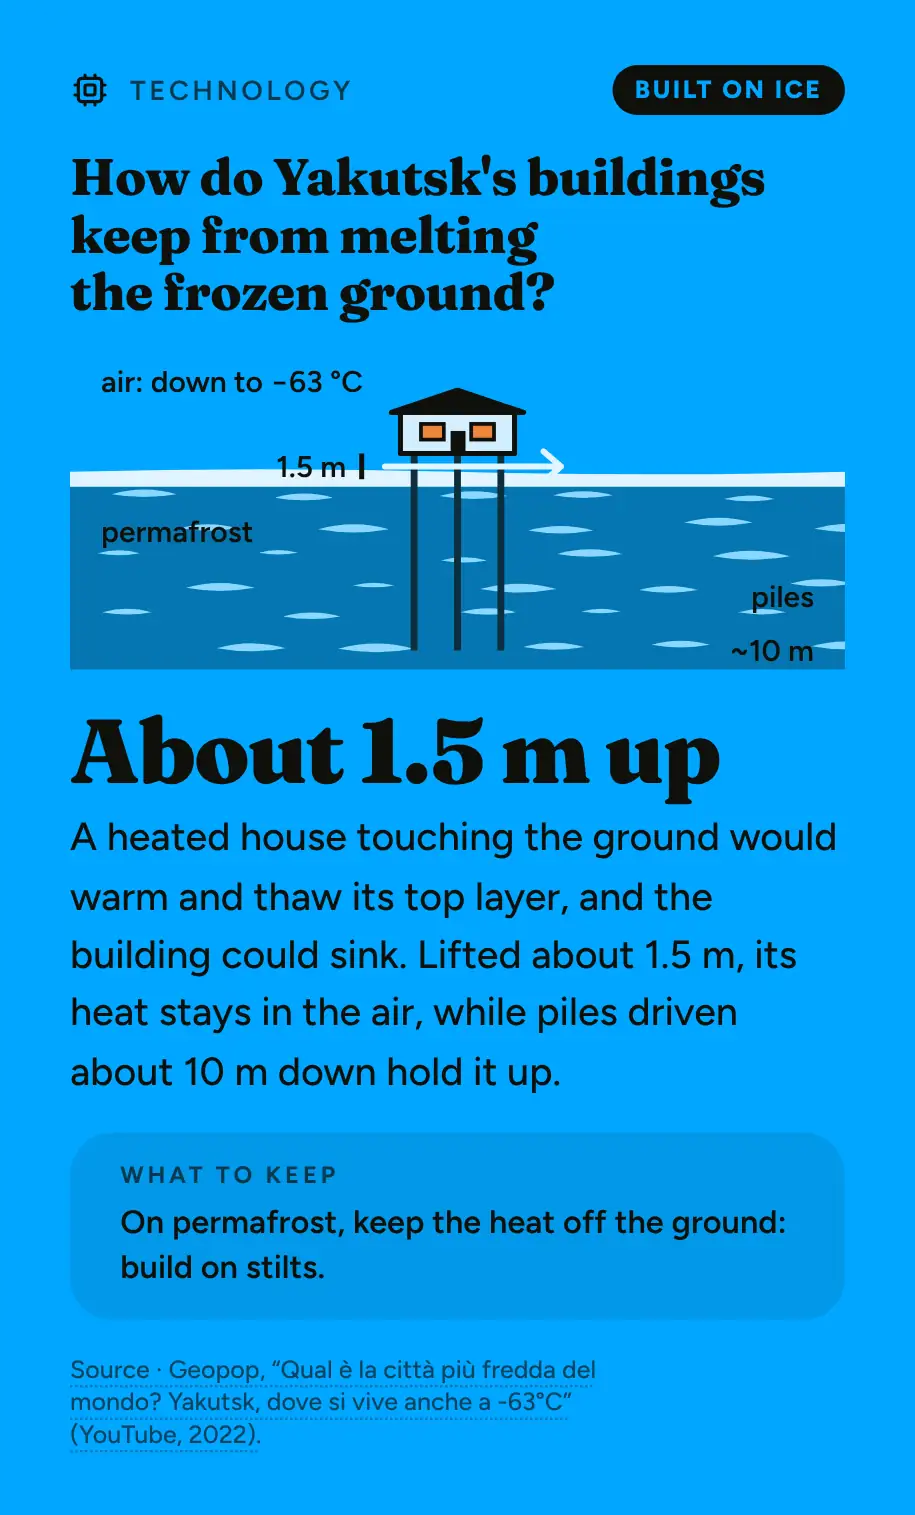 TECHNOLOGY
BUILT ON ICE
How do Yakutsk's buildings
keep from melting
the frozen ground?
air: down to −63 °C
1.5 m
permafrost
piles
~10 m
About 1.5 m up
A heated house touching the ground would
warm and thaw its top layer, and the
building could sink. Lifted about 1.5 m, its
heat stays in the air, while piles driven
about 10 m down hold it up.
WHAT TO KEEP
On permafrost, keep the heat off the ground:
build on stilts.
Source · Geopop, “Qual è la città più fredda del
mondo? Yakutsk, dove si vive anche a -63°C”
(YouTube, 2022).